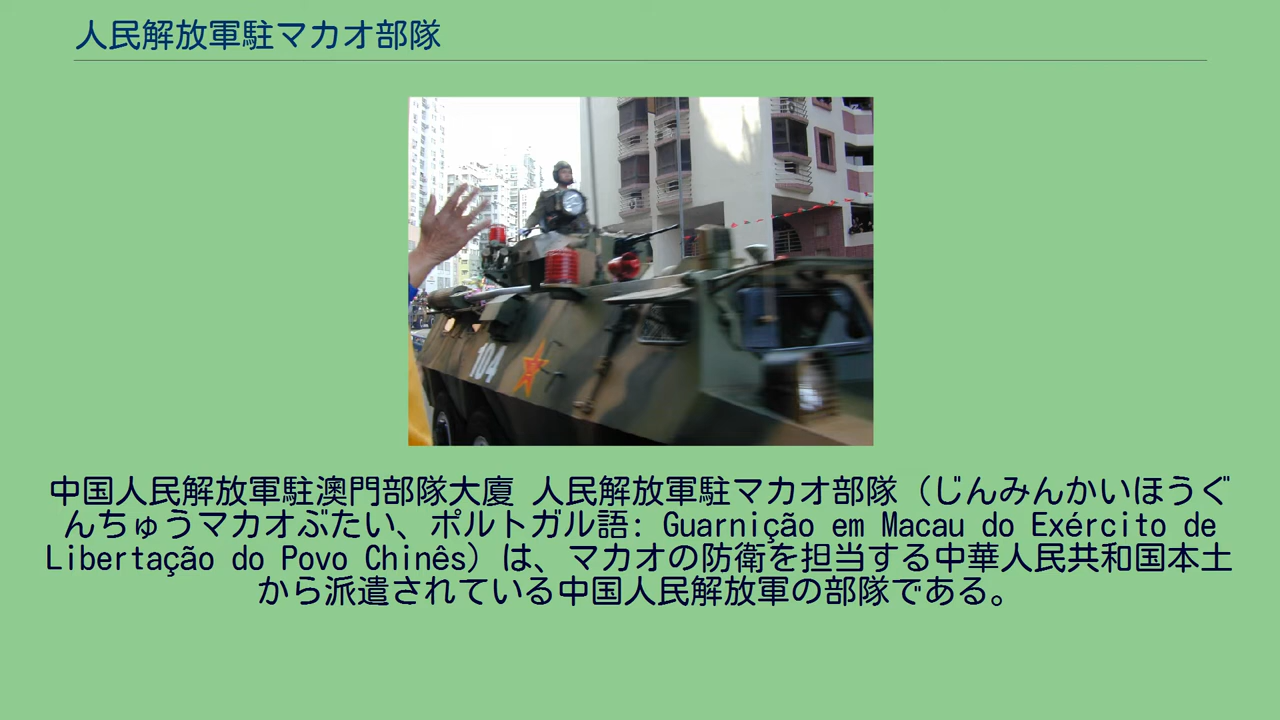 人民解放軍駐マカオ部隊
104
中国人民解放軍駐澳門部隊大廈 人民解放軍駐マカオ部隊（じんみんかいほうぐ
んちゅうマカオぶたい、ポルトガル語: Guarnição em Macau do Exército de
Libertação do Povo Chinês）は、マカオの防衛を担当する中華人民共和国本土
から派遣されている中国人民解放軍の部隊である。